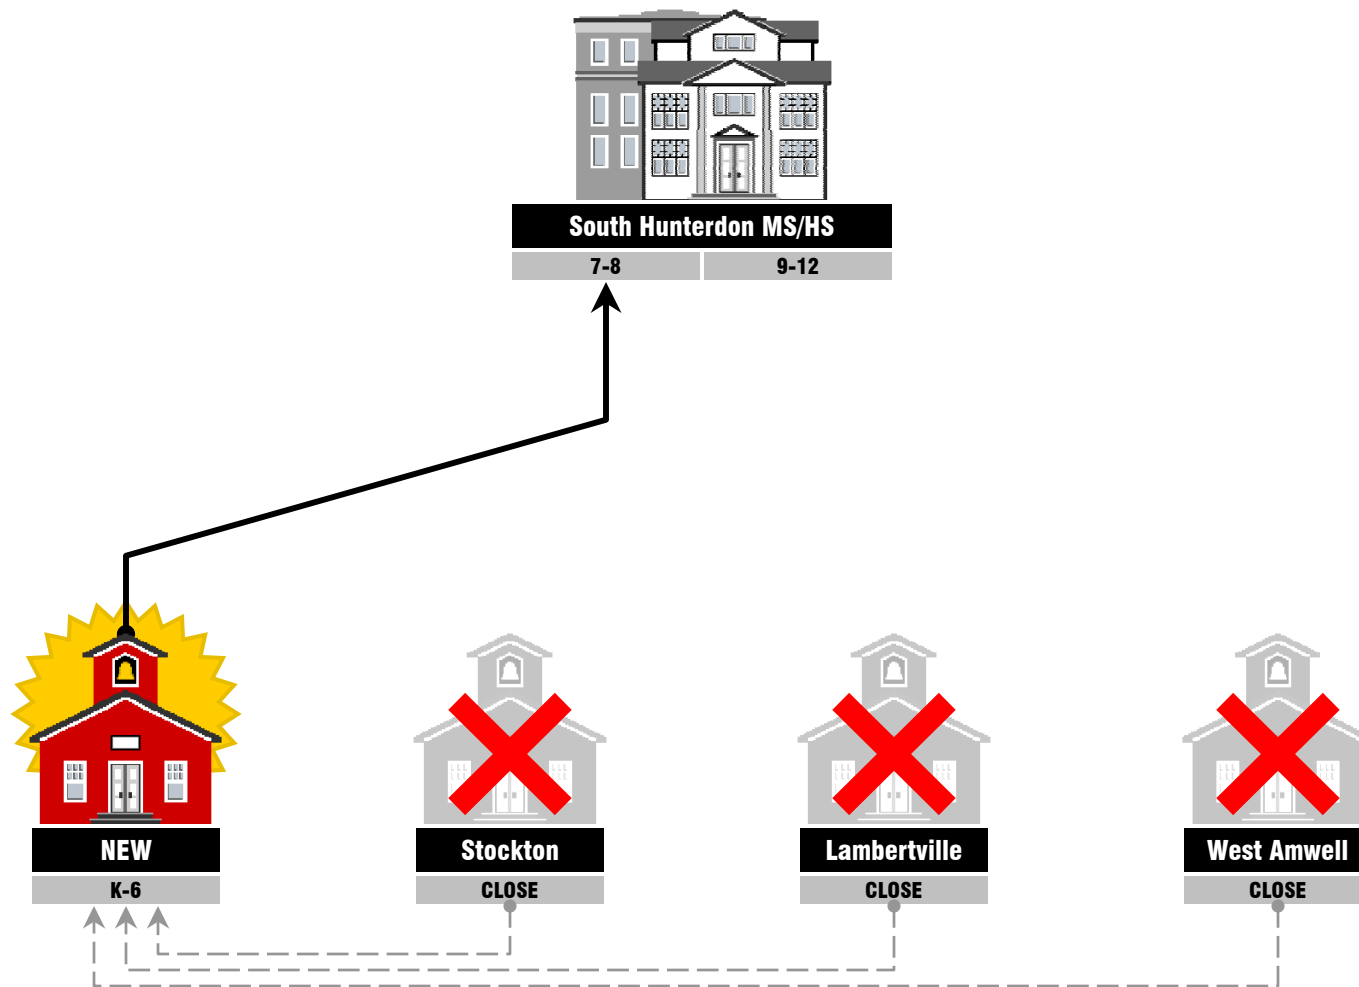 South Hunterdon MS/HS
7-8 9-12
NEW Stockton Lambertville West Amwell
K-6 CLOSE CLOSE CLOSE